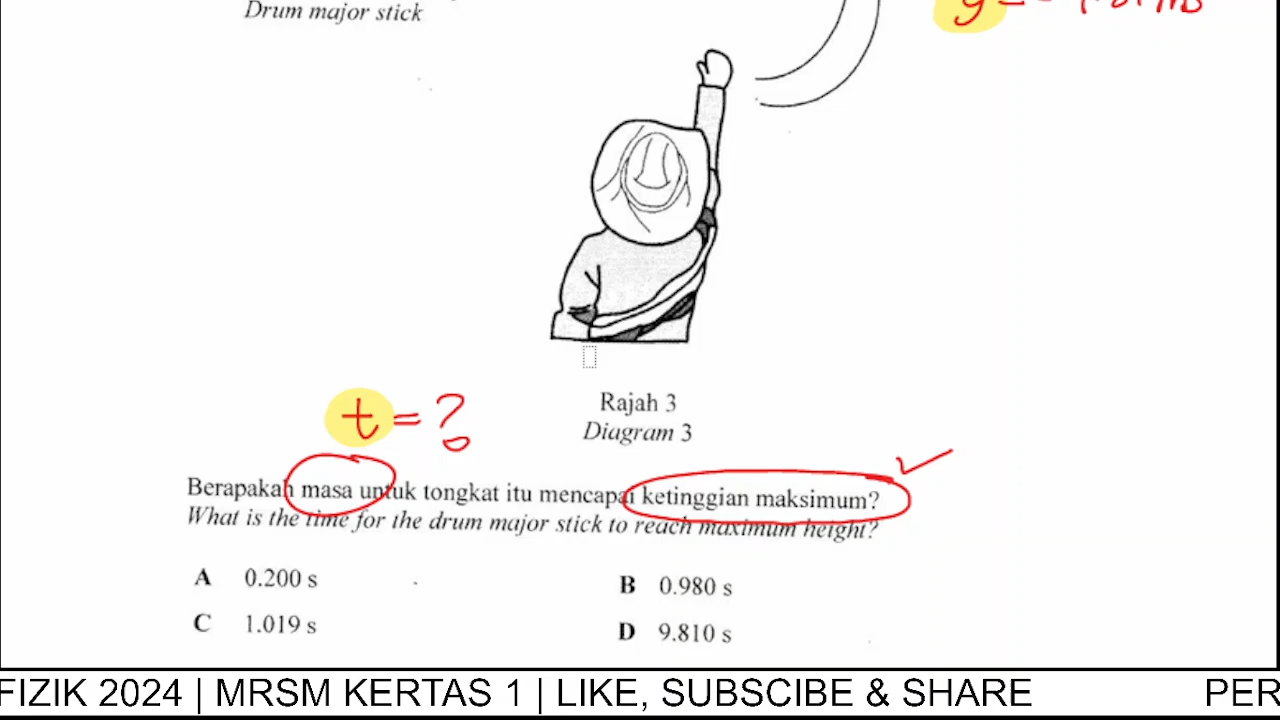 Drum major stick
t = ?
Rajah 3
Diagram 3
Berapakah masa untuk tongkat itu mencapai ketinggian maksimum?
What is the time for the drum major stick to reach maximum height?
A 0.200 s
B 0.980 s
C 1.019 s
D 9.810 s
FIZIK 2024 | MRSM KERTAS 1 | LIKE, SUBSCIBE & SHARE PER